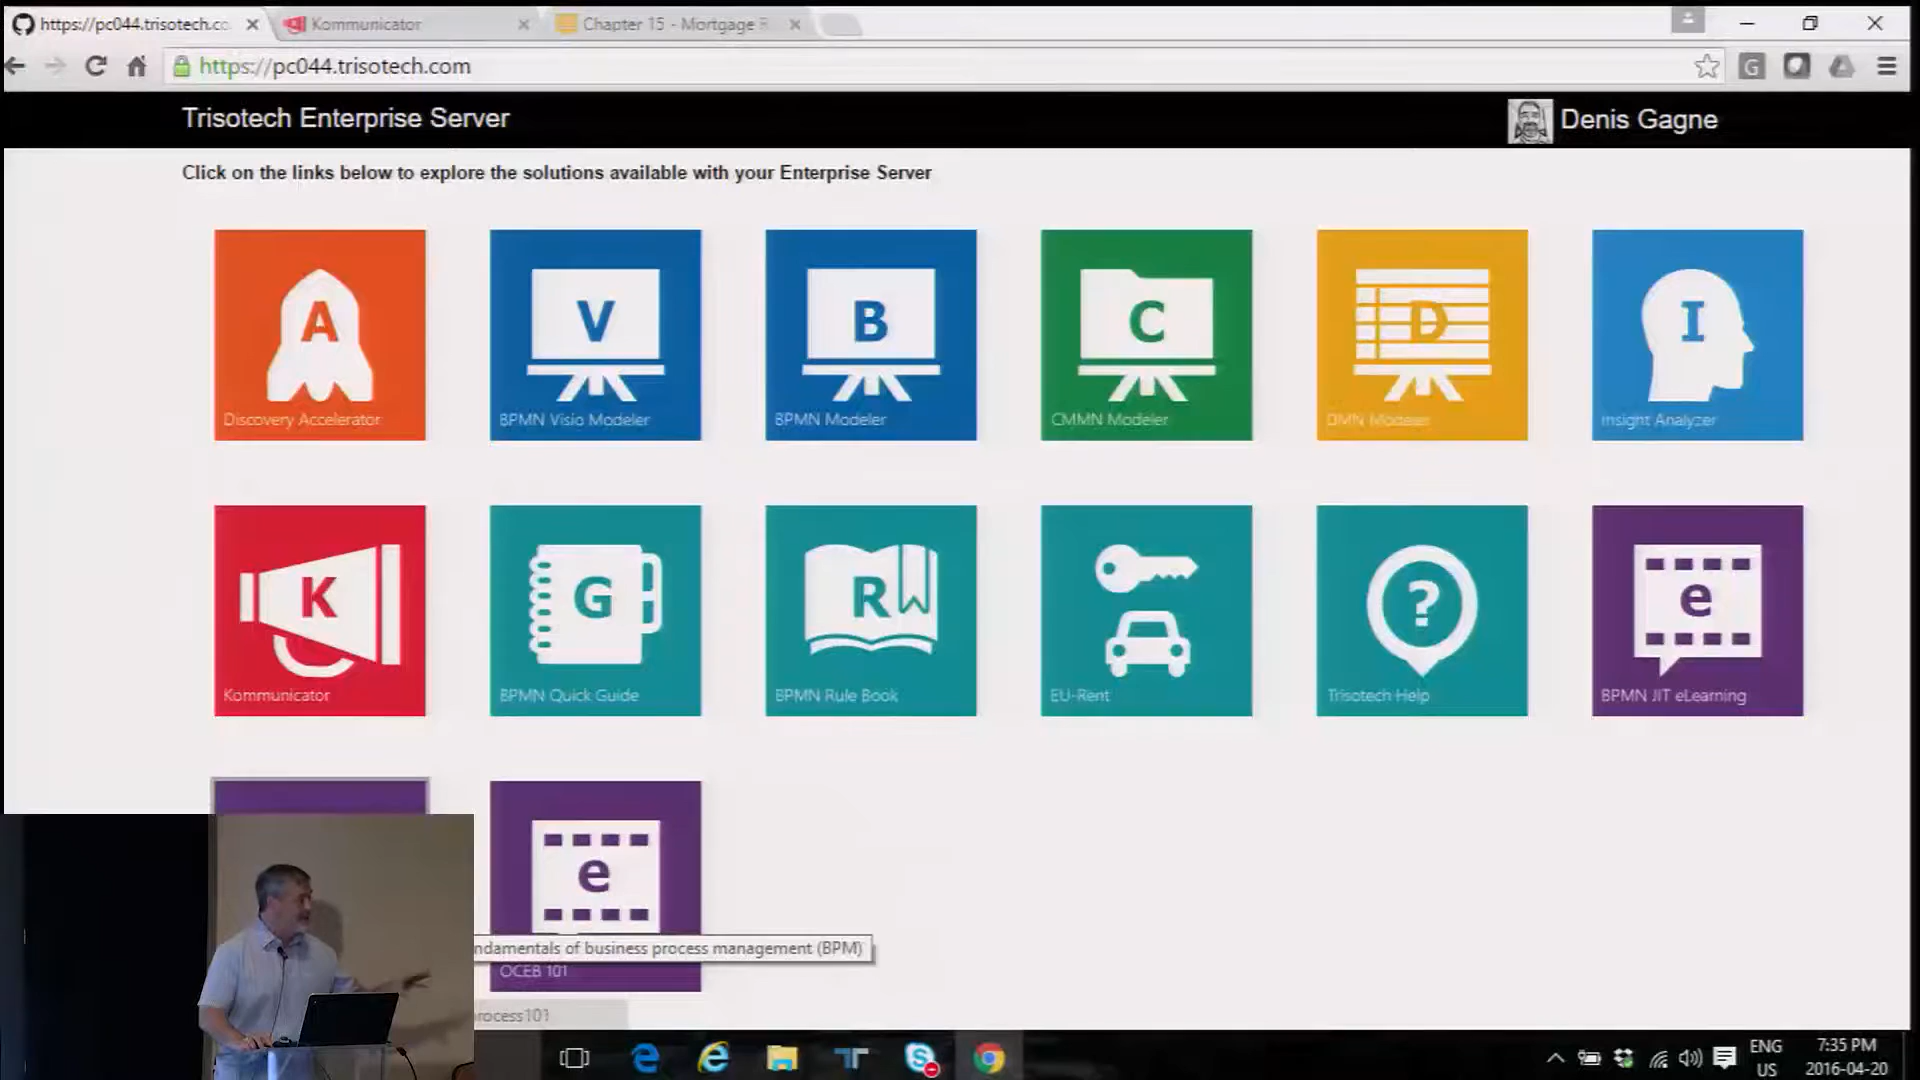 https://pc044.trisotech.co
Kommunicator
Chapter 15 - Mortgage R
https://pc044.trisotech.com
G
Trisotech Enterprise Server
Denis Gagne
Click on the links below to explore the solutions available with your Enterprise Server
A
V
B
C
D
I
Discovery Accelerator
BPMN Visio Modeler
BPMN Modeler
CMMN Modeler
DMN Modeler
Insight Analyzer
K
G
R
?
e
Kommunicator
BPMN Quick Guide
BPMN Rule Book
EU-Rent
Trisotech Help
BPMN JIT eLearning
e
ndamentals of business process management (BPM)
OCEB 101
rocess101
ENG
US
7:35 PM
2016-04-20